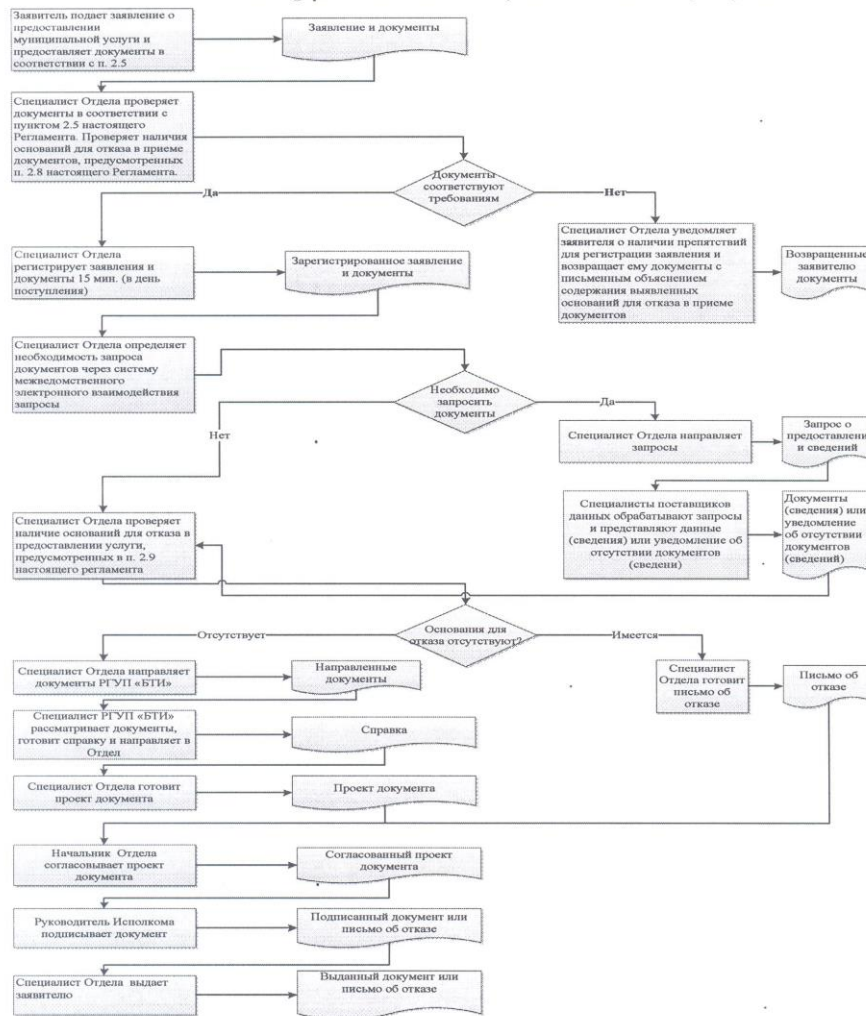 Заявитель подает заявление о
предоставлении
муниципальной услуги и
предоставляет документы в
соответствии с п. 2.5
Заявление и документы
Специалист Отдела проверяет
документы в соответствии с
пунктом 2.5 настоящего
Регламента. Проверяет наличия
оснований для отказа в приеме
документов, предусмотренных
п. 2.8 настоящего Регламента.
Документы
соответствуют
требованиям
Да
Нет
Специалист Отдела
регистрирует заявления и
документы 15 мин. (в день
поступления)
Зарегистрированное заявление
и документы
Специалист Отдела уведомляет
заявителя о наличии препятствий
для регистрации заявления и
возвращает ему документы с
письменным объяснением
содержания выявленных
оснований для отказа в приеме
документов
Возвращенные
заявителю
документы
Специалист Отдела определяет
необходимость запроса
документов через систему
межведомственного
электронного взаимодействия
запросы
Необходимо
запросить
документы
Нет
Да
Специалист Отдела направляет
запросы
Запрос о
предоставлени
и сведений
Специалист Отдела проверяет
наличие оснований для отказа в
предоставлении услуги,
предусмотренных в п. 2.9
настоящего регламента
Специалисты поставщиков
данных обрабатывают запросы
и представляют данные
(сведения) или уведомление об
отсутствии документов
(сведени)
Документы
(сведения) или
уведомление
об отсутствии
документов
(сведений)
Основания для
отказа отсутствуют?
Отсутствует
Имеется
Специалист Отдела направляет
документы РГУП «БТИ»
Направленные
документы
Специалист
Отдела готовит
письмо об
отказе
Письмо об
отказе
Специалист РГУП «БТИ»
рассматривает документы,
готовит справку и направляет в
Отдел
Справка
Специалист Отдела готовит
проект документа
Проект документа
Начальник Отдела
согласовывает проект
документа
Согласованный проект
документа
Руководитель Исполкома
подписывает документ
Подписанный документ или
письмо об отказе
Специалист Отдела выдает
заявителю
Выданный документ или
письмо об отказе